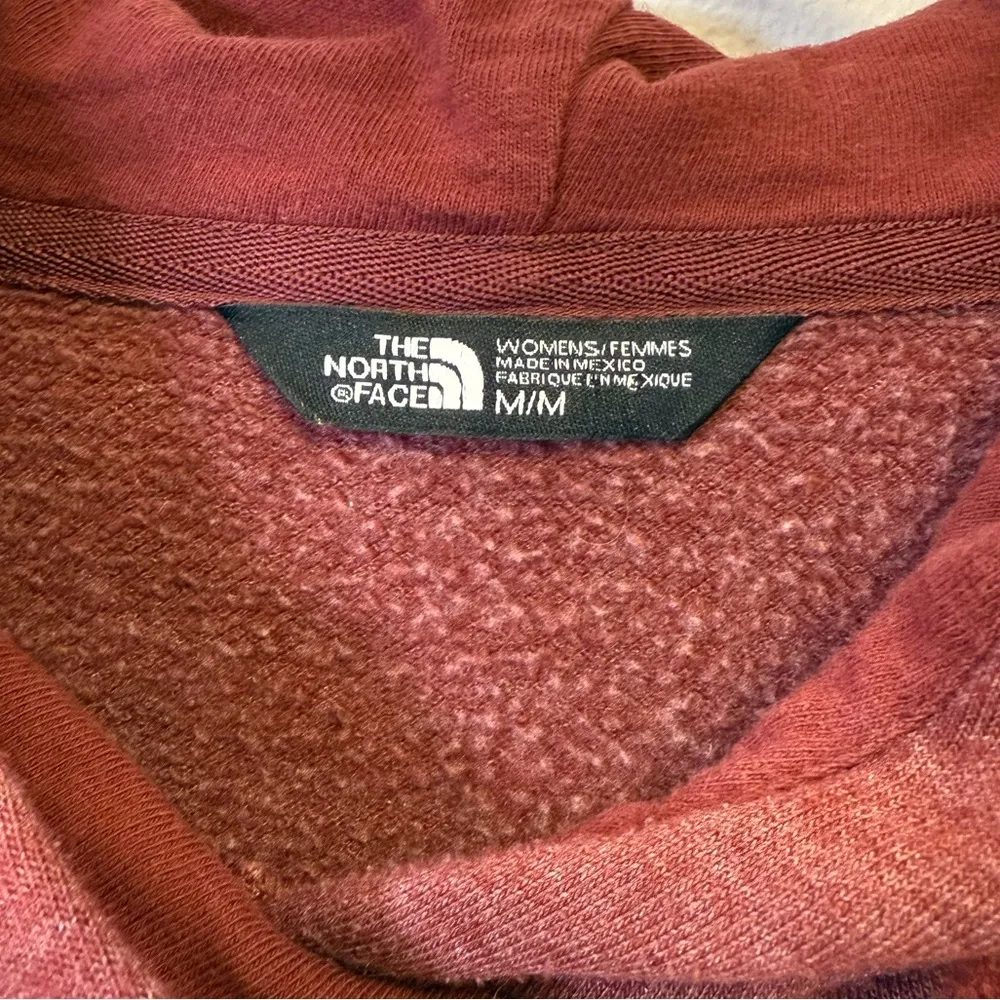 THE
NORTH
®FACE
WOMENS/FEMMES
MADE IN MEXICO
FABRIQUE EN MEXIQUE
M/M